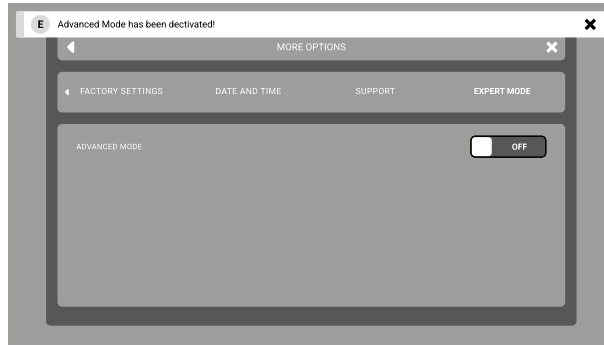 E Advanced Mode has been dectivated!
MORE OPTIONS
FACTORY SETTINGS DATE AND TIME SUPPORT EXPERT MODE
ADVANCED MODE OFF